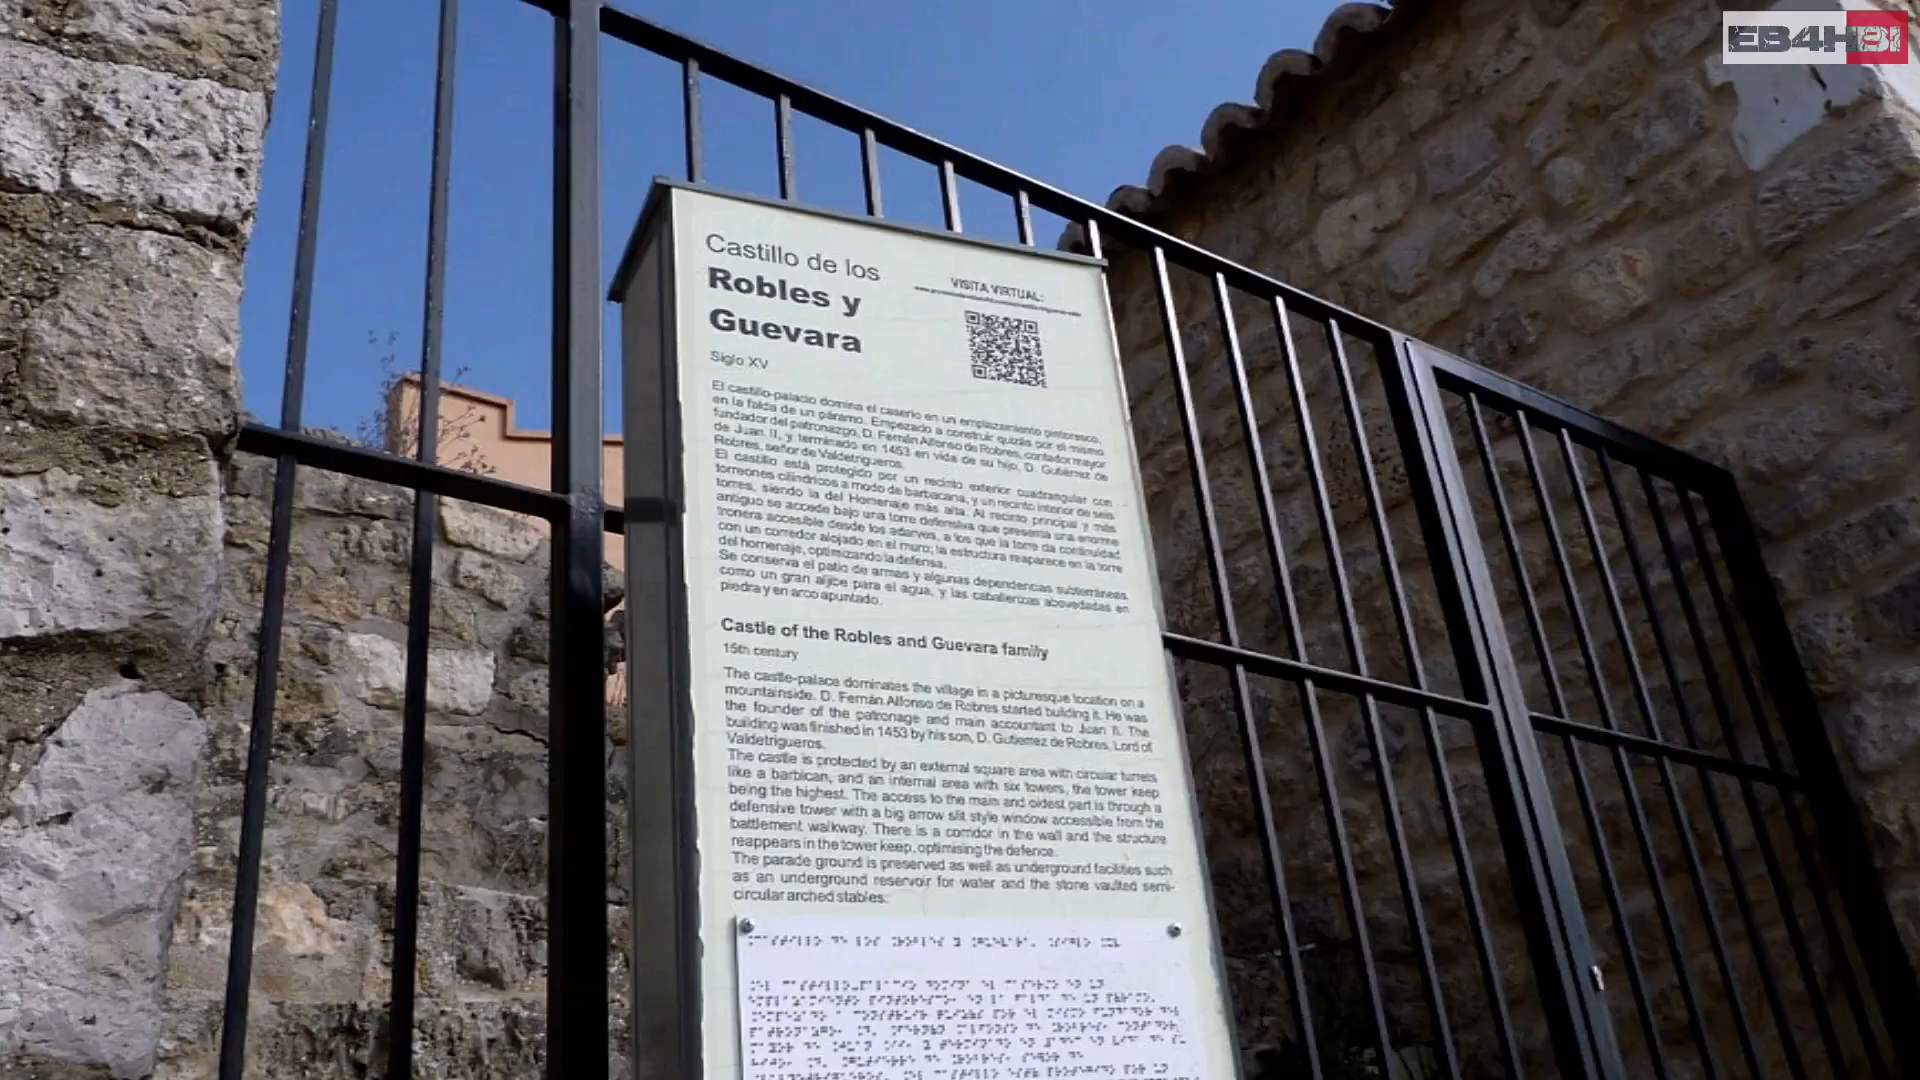 EB4HBI
Castillo de los
Robles y
Guevara
Siglo XV
VISITA VIRTUAL:
El castillo-palacio domina el caserío en un emplazamiento pintoresco,
en la falda de un páramo. Empezado a construir quizás por el mismo
fundador del patronazgo, D. Fernán Alfonso de Robres, contador mayor
de Juan II, y terminado en 1453 en vida de su hijo, D. Gutiérrez de
Robres, señor de Valdetrigueros.
El castillo está protegido por un recinto exterior cuadrangular con
torreones cilíndricos a modo de barbacana, y un recinto interior de seis
torres, siendo la del Homenaje más alta. Al recinto principal y más
antiguo se accede bajo una torre defensiva que presenta una enorme
tronera accesible desde los adarves, a los que la torre da continuidad
con un corredor alojado en el muro; la estructura reaparece en la torre
del homenaje, optimizando la defensa.
Se conserva el patio de armas y algunas dependencias subterráneas
como un gran aljibe para el agua, y las caballerizas abovedadas en
piedra y en arco apuntado.
Castle of the Robles and Guevara family
15th century
The castle-palace dominates the village in a picturesque location on a
mountainside. D. Fernán Alfonso de Robres started building it. He was
the founder of the patronage and main accountant to Juan II. The
building was finished in 1453 by his son, D. Gutierrez de Robres, Lord of
Valdetrigueros.
The castle is protected by an external square area with circular turrets
like a barbican, and an internal area with six towers, the tower keep
being the highest. The access to the main and oldest part is through a
defensive tower with a big arrow slit style window accessible from the
battlement walkway. There is a corridor in the wall and the structure
reappears in the tower keep, optimising the defence.
The parade ground is preserved as well as underground facilities such
as an underground reservoir for water and the stone vaulted semi-
circular arched stables.